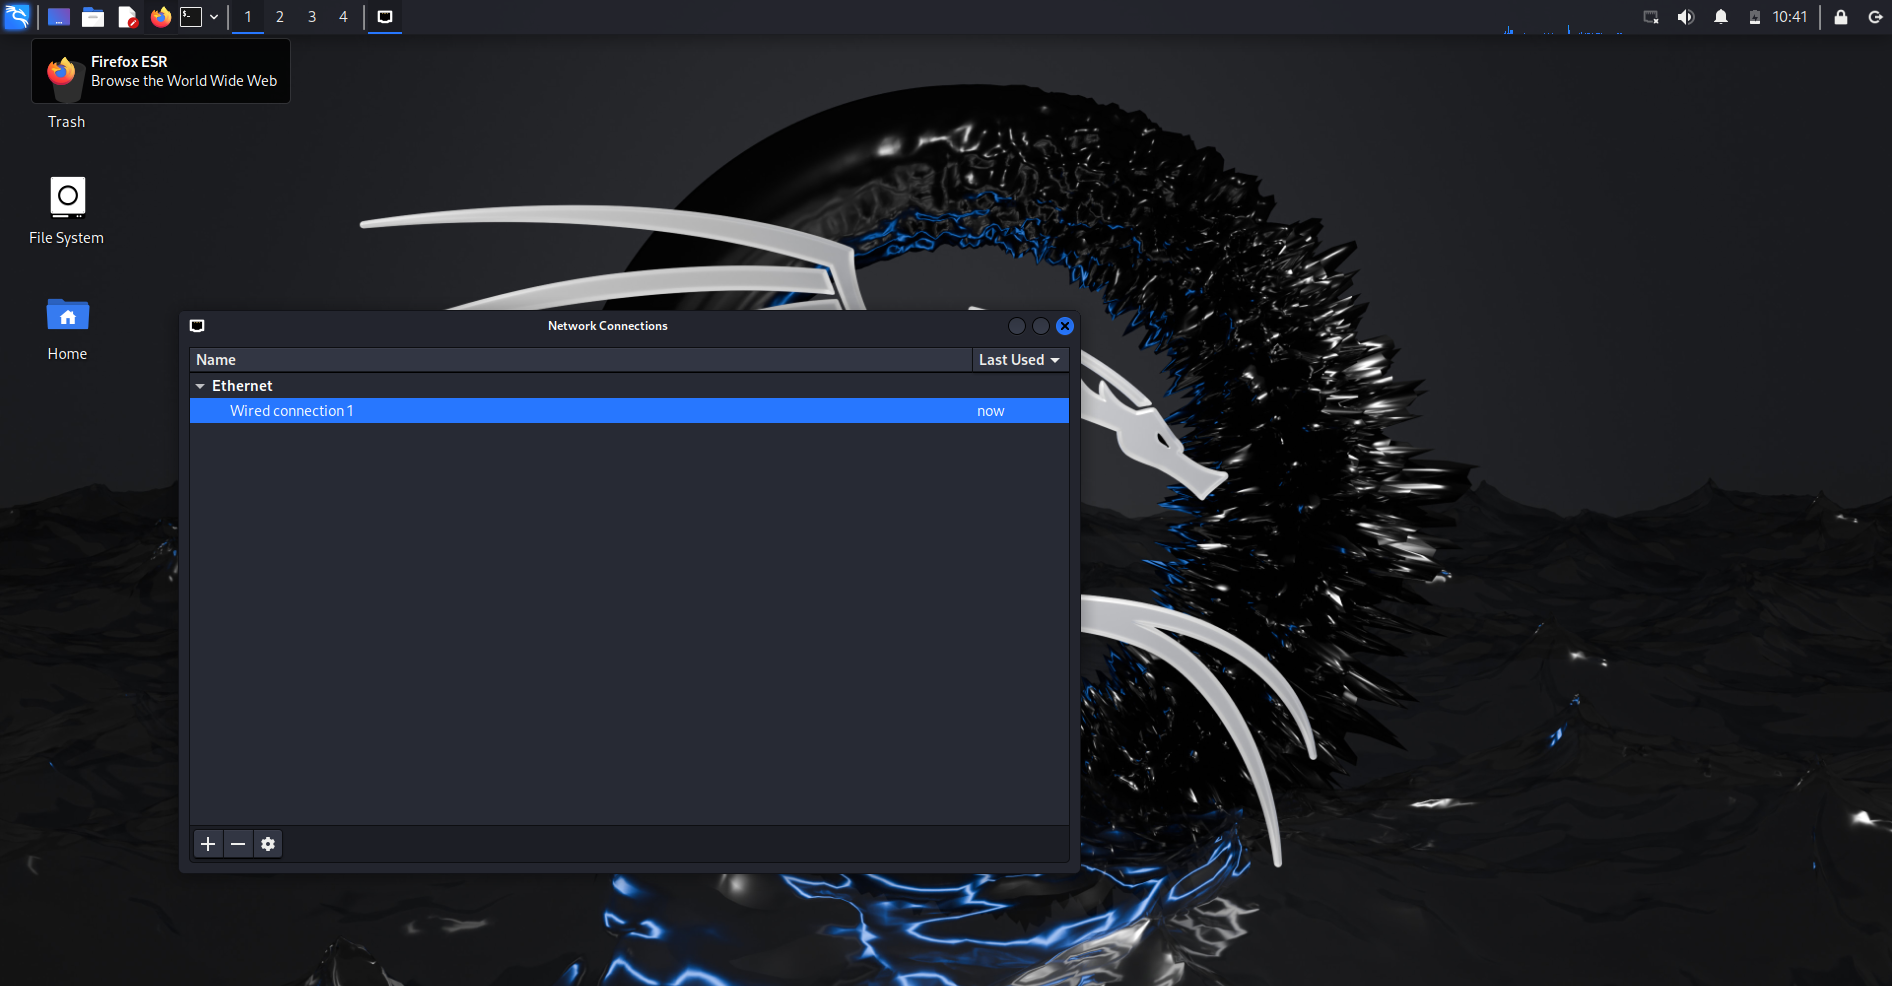 1 2 3 4
10:41
Firefox ESR
Browse the World Wide Web
Trash
File System
Home
Network Connections
Name Last Used
Ethernet
Wired connection 1 now